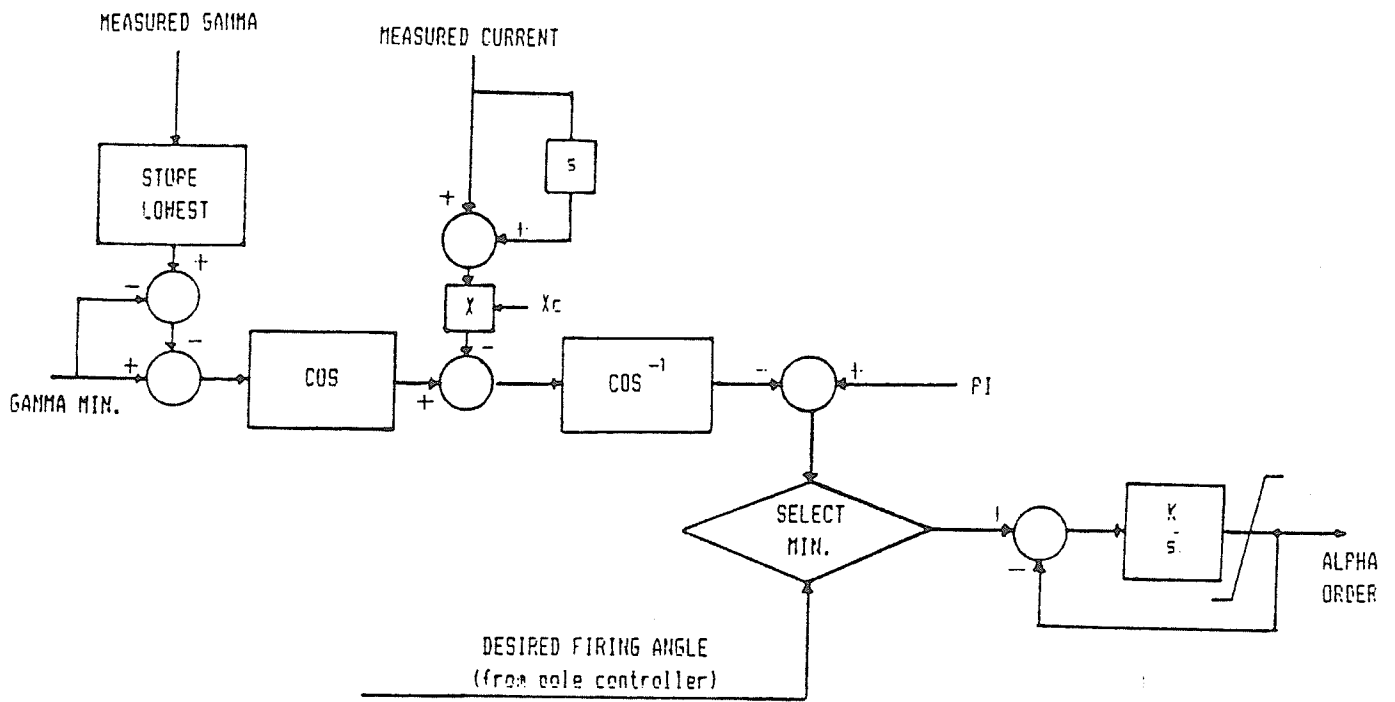 MEASURED GAMMA
MEASURED CURRENT
STORE
LOWEST
S
+
+
+
-
X
Xc
-
-
+
COS
+
COS -1
-
+
PI
GAMMA MIN.
SELECT
MIN.
K
-
S
-
ALPHA
ORDER
DESIRED FIRING ANGLE
(from pole controller)